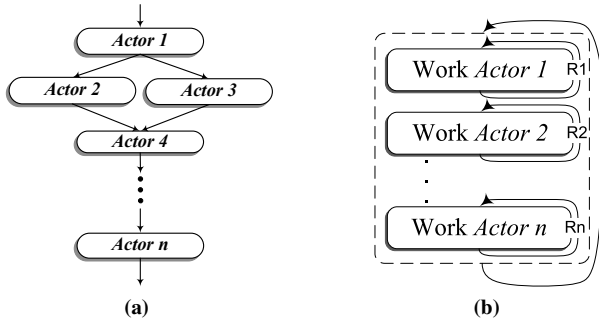 Actor 1
Actor 2
Actor 3
Actor 4
Actor n
(a)
Work Actor 1
R1
Work Actor 2
R2
Work Actor n
Rn
(b)